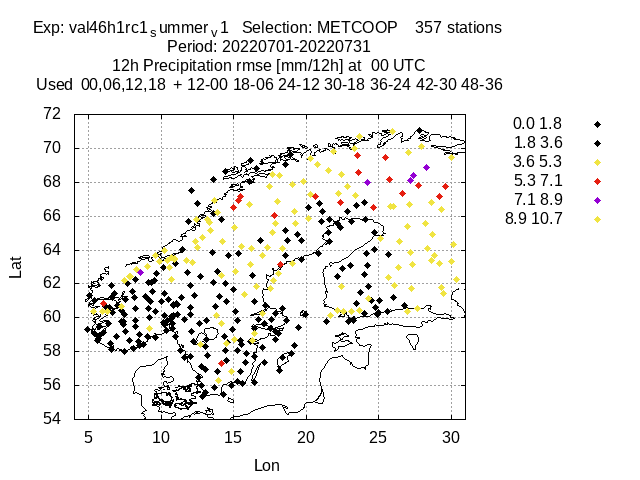 Exp: val46h1rc1 s ummer v 1 Selection: METCOOP 357 stations
Period: 20220701-20220731
12h Precipitation rmse [mm/12h] at 00 UTC
Used 00,06,12,18 + 12-00 18-06 24-12 30-18 36-24 42-30 48-36
72
70
68
66
64
62
60
58
56
54
Lat
5 10 15 20 25 30
Lon
0.0 1.8
1.8 3.6
3.6 5.3
5.3 7.1
7.1 8.9
8.9 10.7